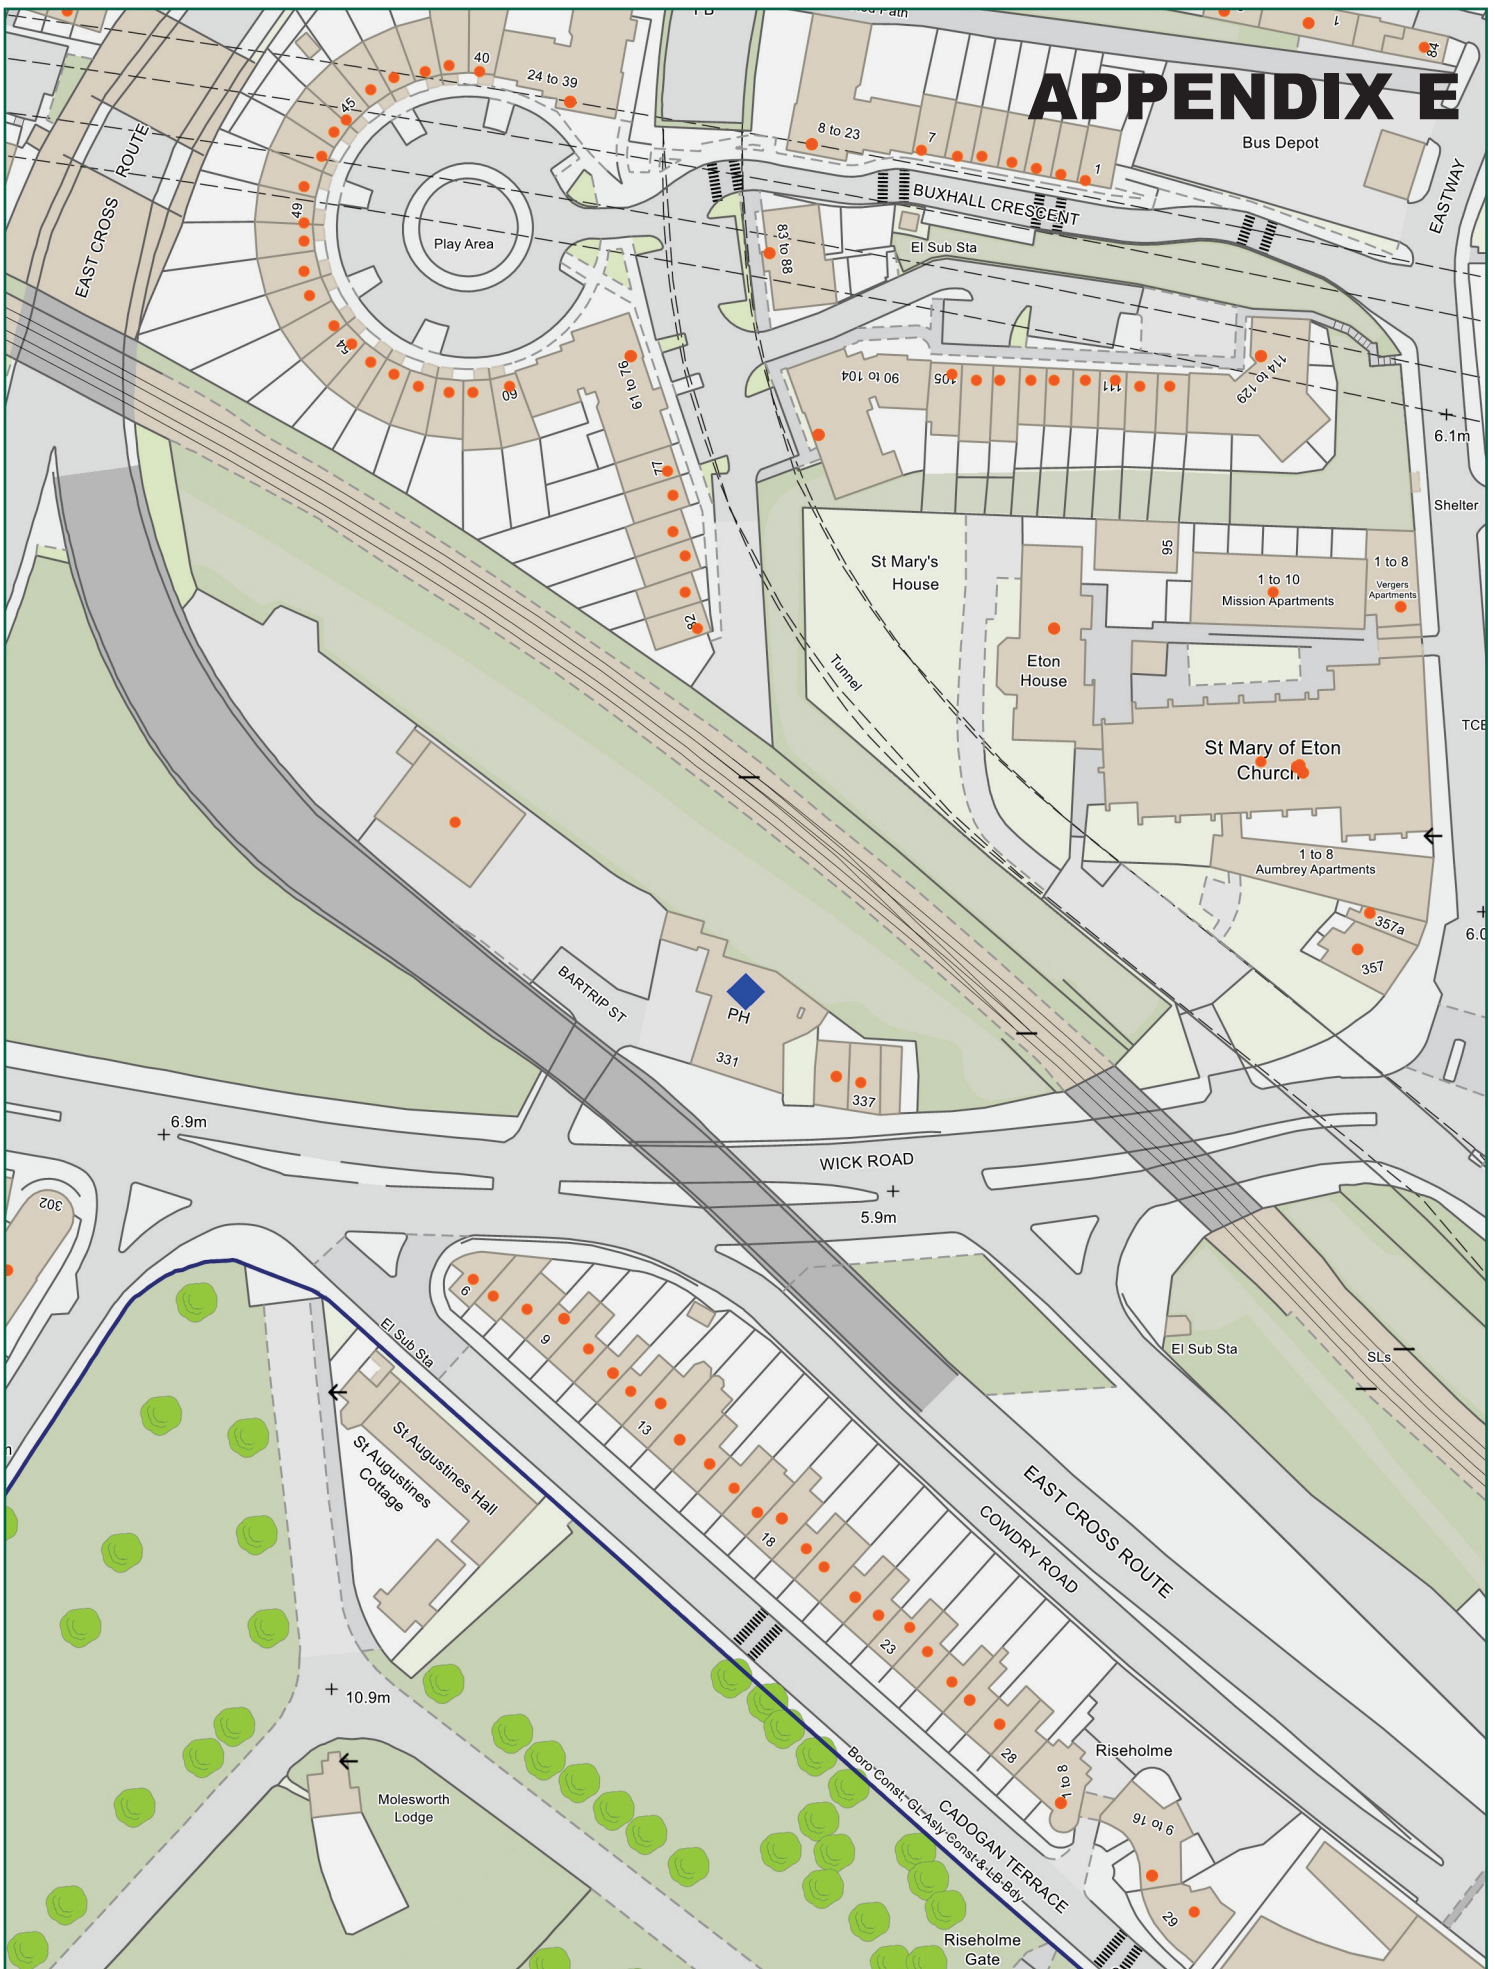 APPENDIX E
1
84
Path
40
24 to 39
45
8 to 23
7
1
Bus Depot
ROUTE
EAST CROSS
49
Play Area
BUXHALL CRESCENT
EASTWAY
83 to 88
El Sub Sta
54
60
61 to 76
90 to 104
105
111
114 to 129
6.1m
77
Shelter
St Mary's
House
95
1 to 8
Vergers
Apartments
1 to 10
Mission Apartments
82
Tunnel
Eton
House
TCB
St Mary of Eton
Church
1 to 8
Aumbrey Apartments
357a
357
6.0
BARTRIP ST
PH
331
337
6.9m
WICK ROAD
5.9m
302
6
El Sub Sta
9
El Sub Sta
SLs
13
St Augustines Hall
St Augustines
Cottage
18
EAST CROSS ROUTE
COWDRY ROAD
23
10.9m
28
Riseholme
1 to 8
9 to 16
Molesworth
Lodge
Boro Const, GL Asly Const & LB Bdy
CADOGAN TERRACE
29
Riseholme
Gate